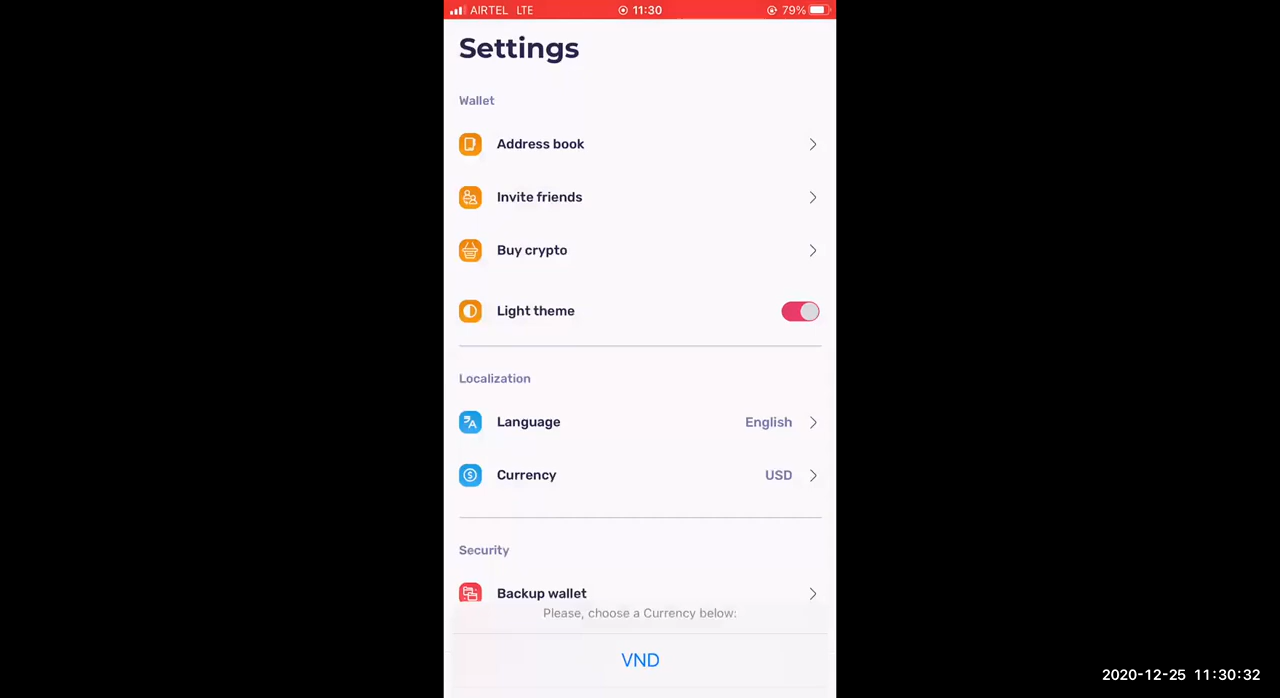 AIRTEL LTE 11:30 79%
Settings
Wallet
Address book
Invite friends
Buy crypto
Light theme
Localization
Language English
Currency USD
Security
Backup wallet
Please, choose a Currency below:
VND
2020-12-25 11:30:32